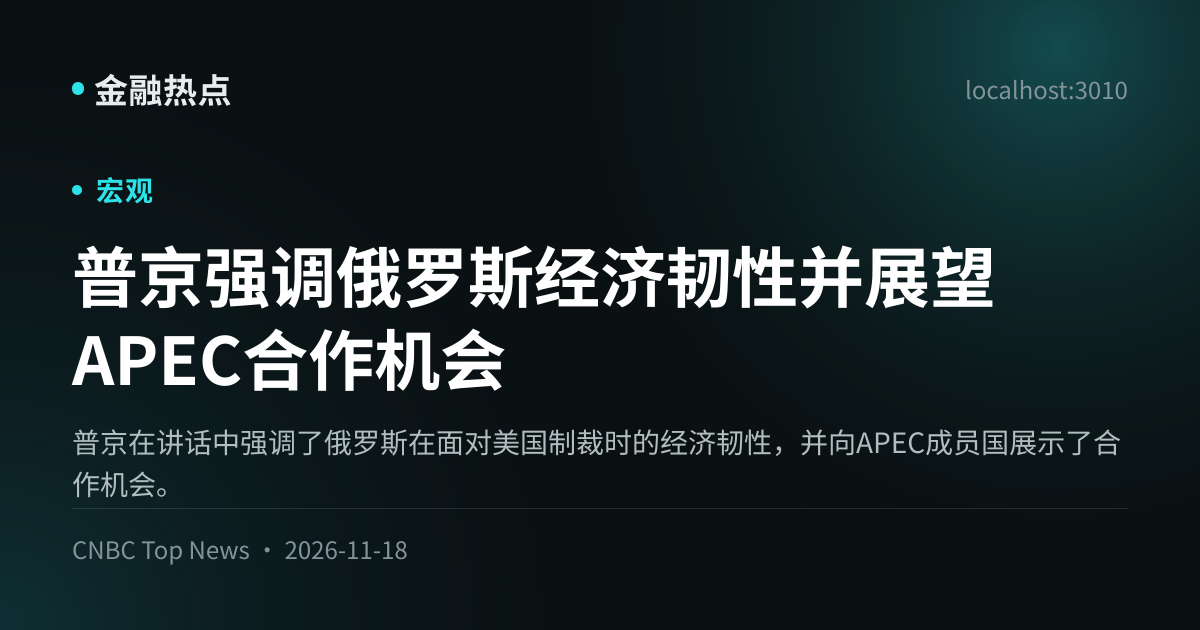 金融热点
localhost:3010
宏观
普京强调俄罗斯经济韧性并展望
APEC合作机会
普京在讲话中强调了俄罗斯在面对美国制裁时的经济韧性，并向APEC成员国展示了合
作机会。
CNBC Top News • 2026-11-18